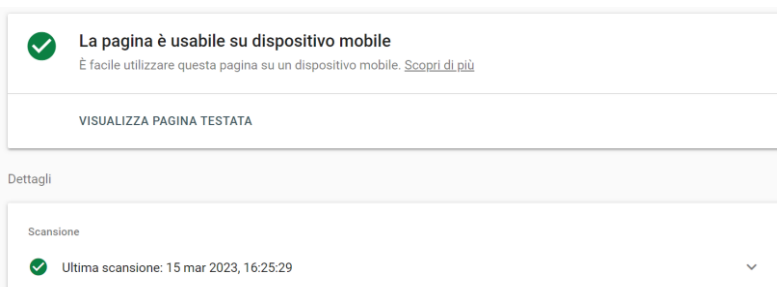 La pagina è usabile su dispositivo mobile
È facile utilizzare questa pagina su un dispositivo mobile. Scopri di più
VISUALIZZA PAGINA TESTATA
Dettagli
Scansione
Ultima scansione: 15 mar 2023, 16:25:29